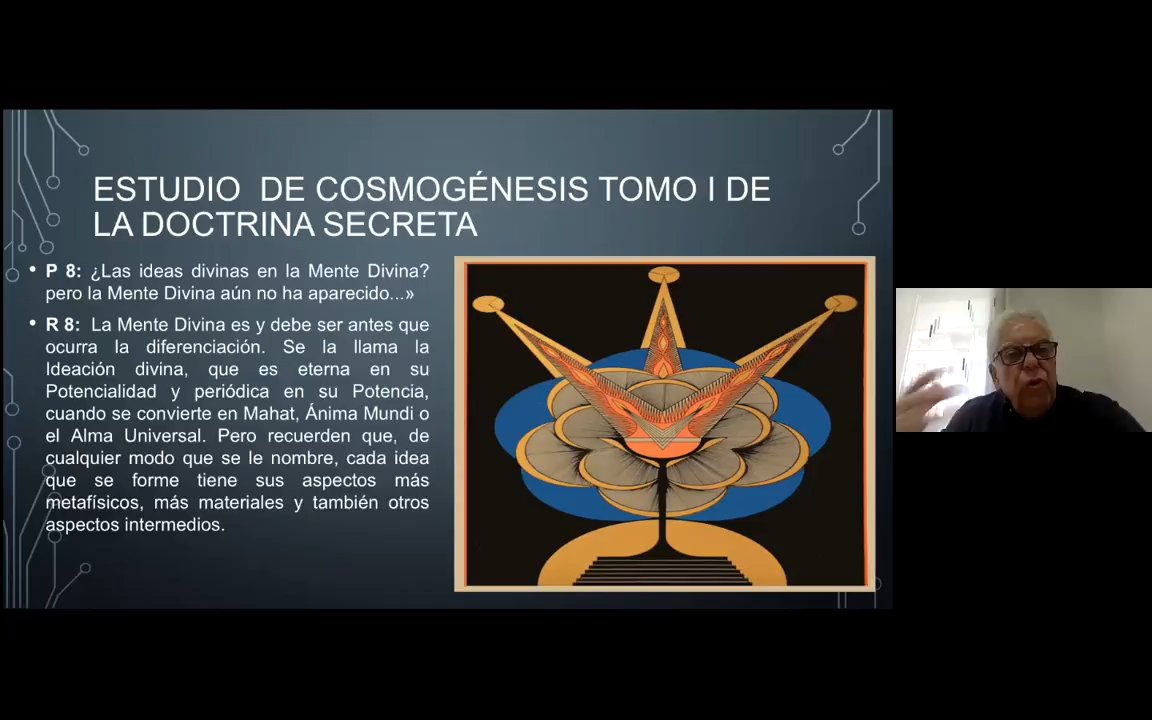 ESTUDIO DE COSMOGÉNESIS TOMO I DE
LA DOCTRINA SECRETA
• P 8: ¿Las ideas divinas en la Mente Divina?
pero la Mente Divina aún no ha aparecido...»
• R 8: La Mente Divina es y debe ser antes que
ocurra la diferenciación. Se la llama la
Ideación divina, que es eterna en su
Potencialidad y periódica en su Potencia,
cuando se convierte en Mahat, Ánima Mundi o
el Alma Universal. Pero recuerden que, de
cualquier modo que se le nombre, cada idea
que se forme tiene sus aspectos más
metafísicos, más materiales y también otros
aspectos intermedios.